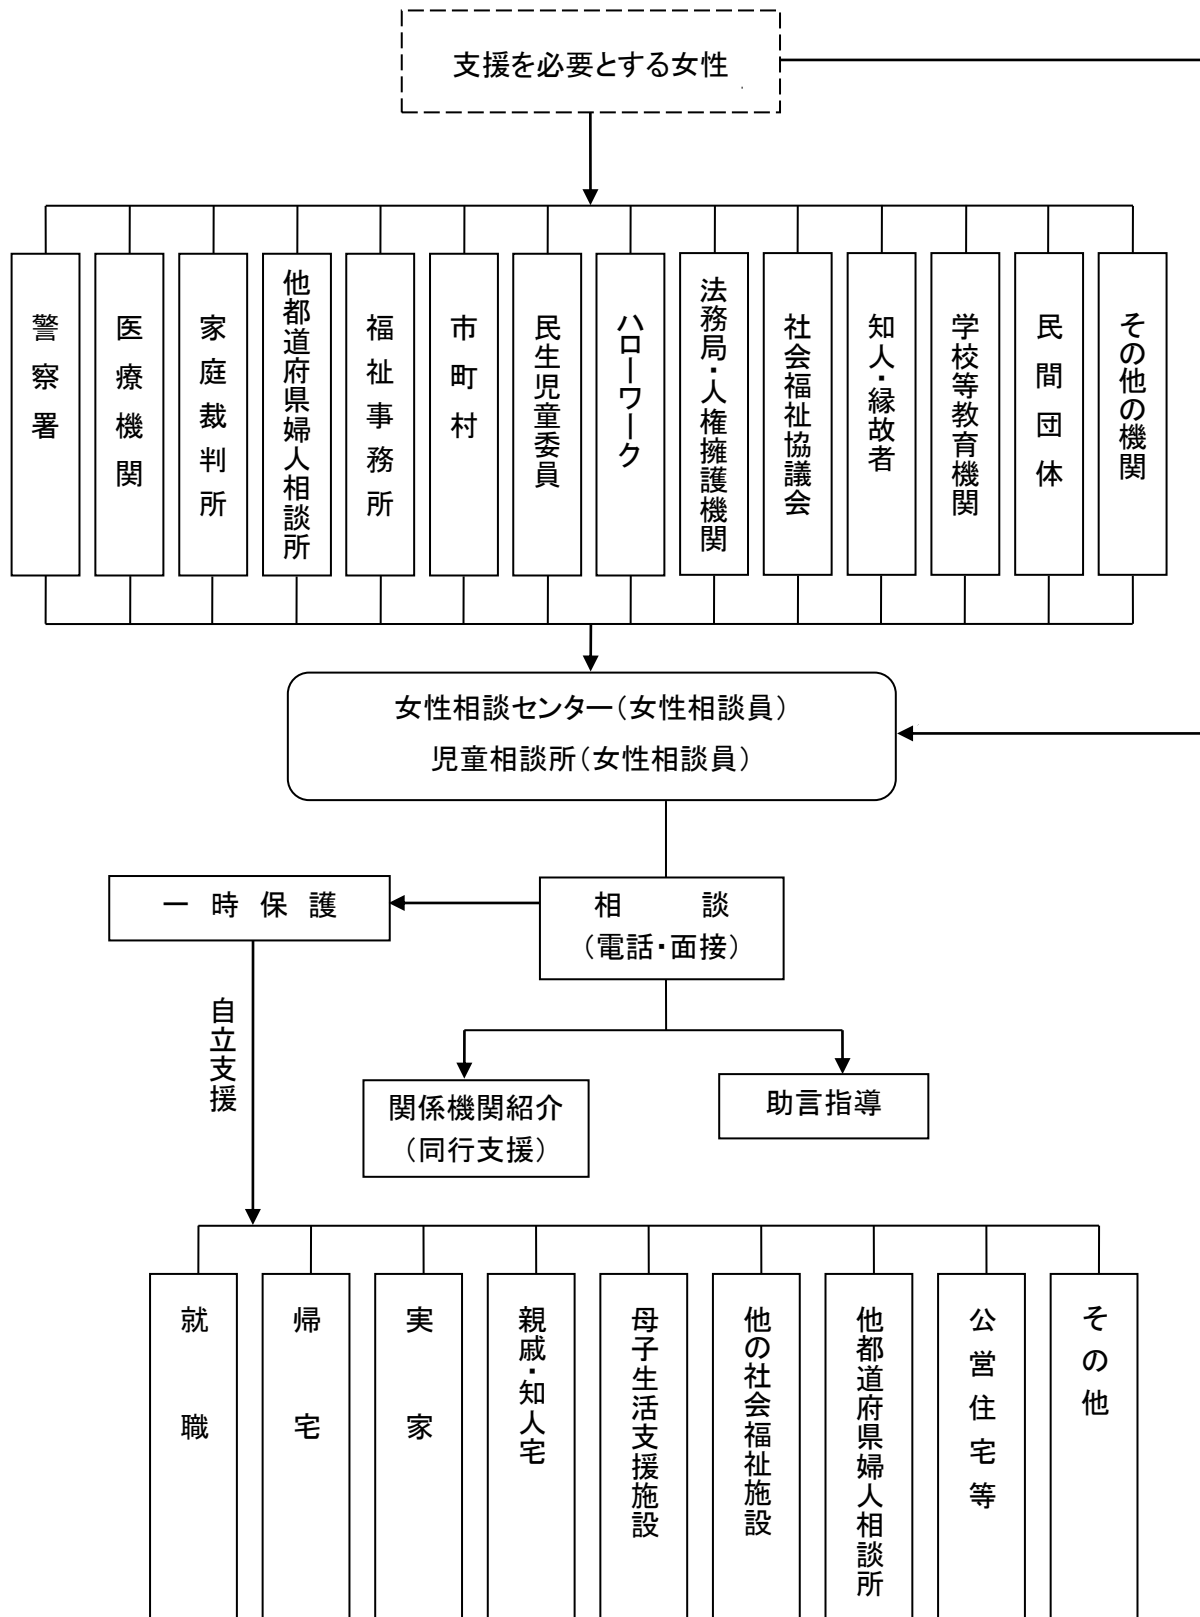 支援を必要とする女性
警察署
医療機関
家庭裁判所
他都道府県婦人相談所
福祉事務所
市町村
民生児童委員
ハローワーク
法務局・人権擁護機関
社会福祉協議会
知人・縁故者
学校等教育機関
民間団体
その他の機関
女性相談センター（女性相談員）
児童相談所（女性相談員）
一時保護
相　　談
（電話・面接）
自立支援
関係機関紹介
（同行支援）
助言指導
就職
帰宅
実家
親戚・知人宅
母子生活支援施設
他の社会福祉施設
他都道府県婦人相談所
公営住宅等
その他